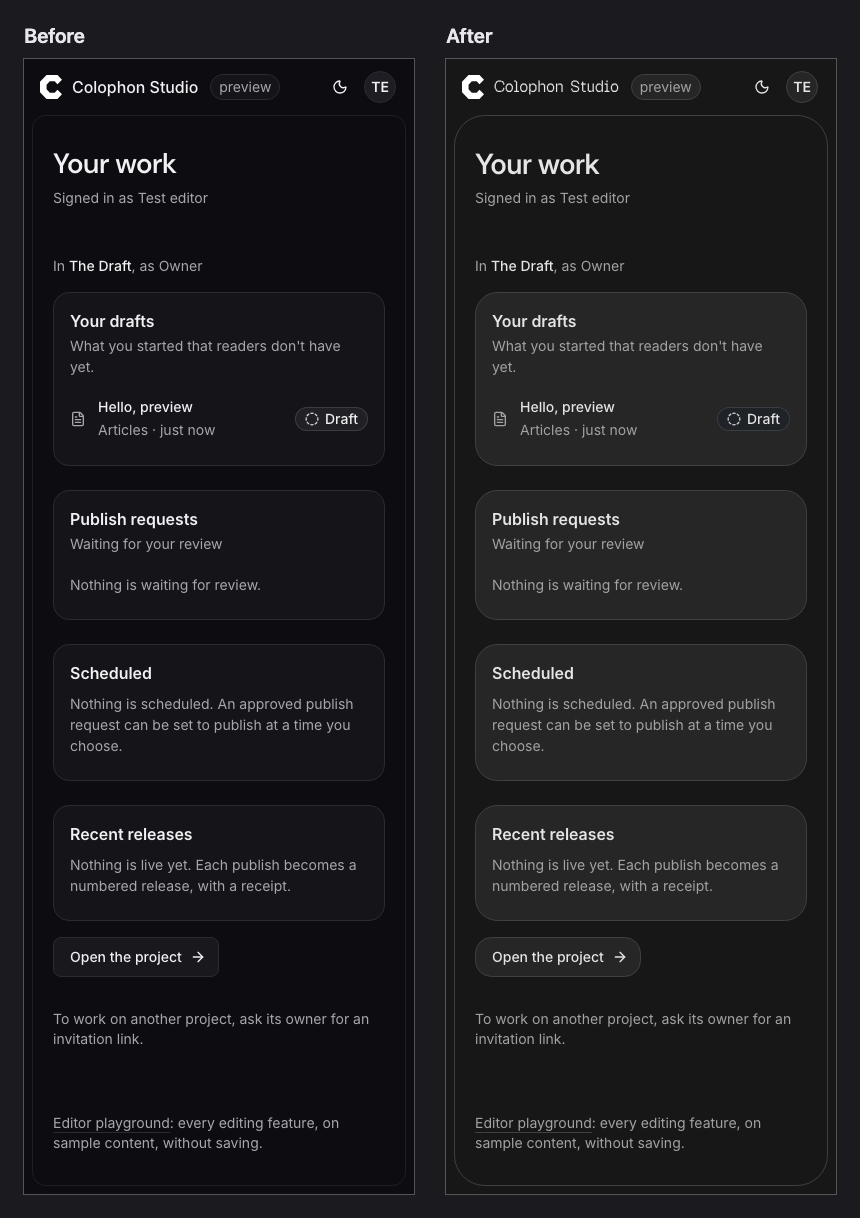 Before
Colophon Studio
preview
TE
Your work
Signed in as Test editor
In The Draft, as Owner
Your drafts
What you started that readers don't have
yet.
Hello, preview
Articles · just now
Draft
Publish requests
Waiting for your review
Nothing is waiting for review.
Scheduled
Nothing is scheduled. An approved publish
request can be set to publish at a time you
choose.
Recent releases
Nothing is live yet. Each publish becomes a
numbered release, with a receipt.
Open the project →
To work on another project, ask its owner for an
invitation link.
Editor playground: every editing feature, on
sample content, without saving.
After
Colophon Studio
preview
TE
Your work
Signed in as Test editor
In The Draft, as Owner
Your drafts
What you started that readers don't have
yet.
Hello, preview
Articles · just now
Draft
Publish requests
Waiting for your review
Nothing is waiting for review.
Scheduled
Nothing is scheduled. An approved publish
request can be set to publish at a time you
choose.
Recent releases
Nothing is live yet. Each publish becomes a
numbered release, with a receipt.
Open the project →
To work on another project, ask its owner for an
invitation link.
Editor playground: every editing feature, on
sample content, without saving.